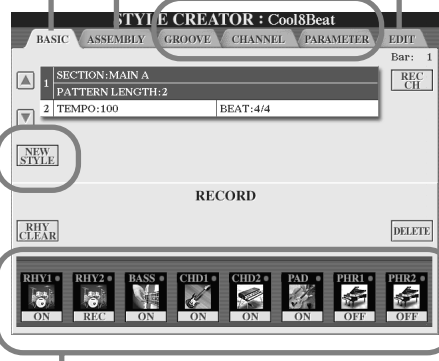 STYLE CREATOR : Cool8Beat
BASIC ASSEMBLY GROOVE CHANNEL PARAMETER EDIT
Bar: 1
1 SECTION:MAIN A
PATTERN LENGTH:2
REC CH
2 TEMPO:100 BEAT:4/4
NEW STYLE
RECORD
RHY CLEAR
DELETE
RHY1 RHY2 BASS CHD1 CHD2 PAD PHR1 PHR2
ON REC ON ON ON ON OFF OFF